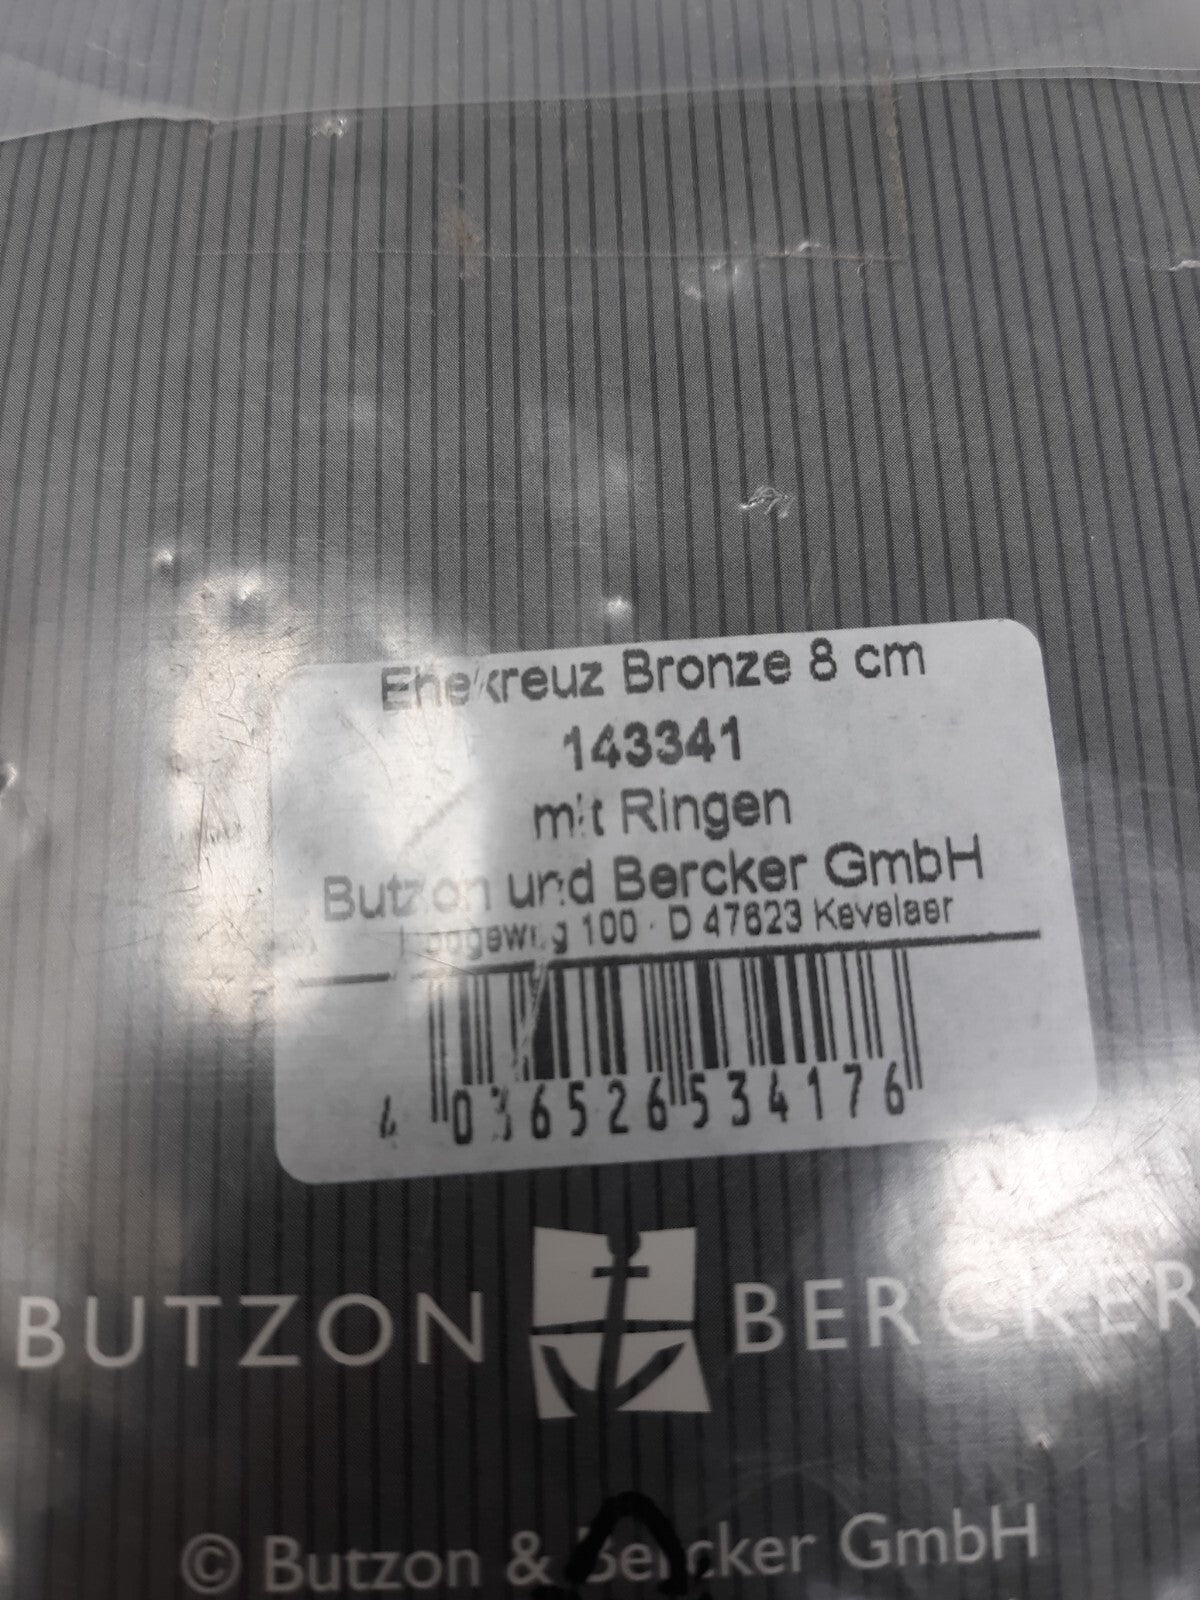 Ehekreuz Bronze 8 cm
143341
mit Ringen
Butzon und Bercker GmbH
100 · D 47623 Kevelaer
4 036526 534176
BUTZON BERCKER
© Butzon & Bercker GmbH